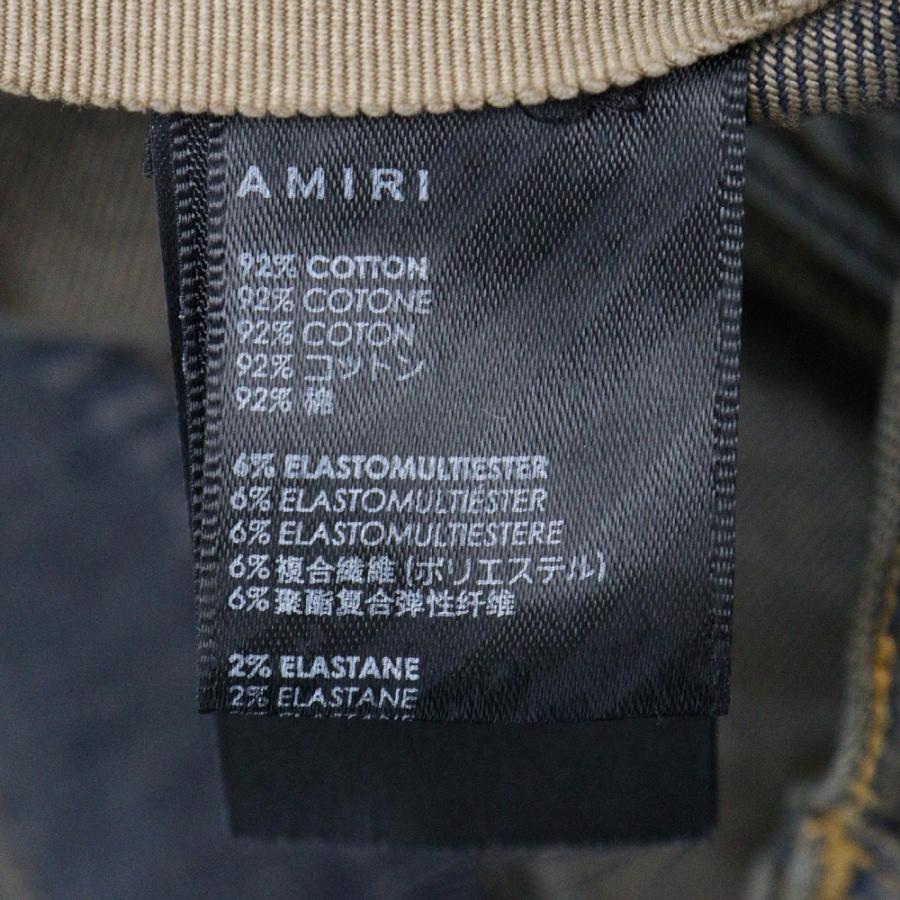 AMIRI
92% COTTON
92% COTONE
92% COTON
92% コットン
92% 棉
6% ELASTOMULTIESTER
6% ELASTOMULTIESTER
6% ELASTOMULTIESTERE
6% 複合繊維 (ポリエステル)
6% 聚酯复合弹性纤维
2% ELASTANE
2% ELASTANE